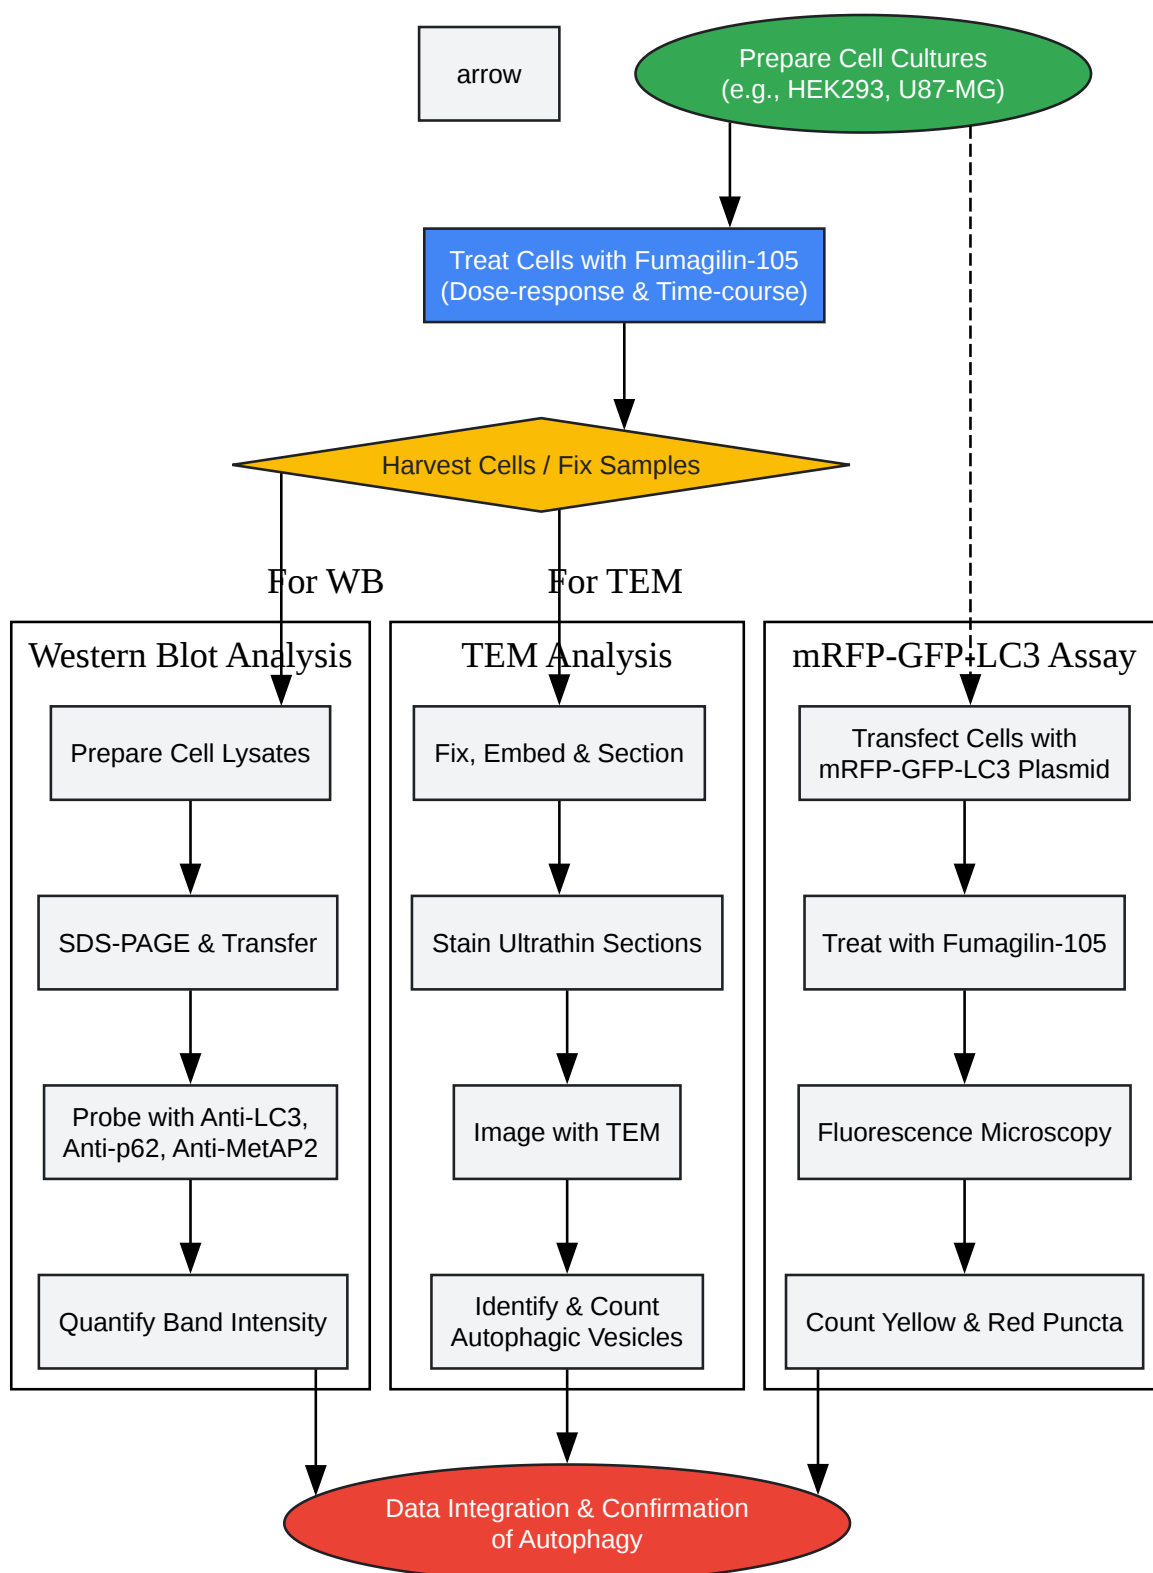 arrow
Prepare Cell Cultures
(e.g., HEK293, U87-MG)
Treat Cells with Fumagilin-105
(Dose-response & Time-course)
Harvest Cells / Fix Samples
For WB
For TEM
Western Blot Analysis
Prepare Cell Lysates
SDS-PAGE & Transfer
Probe with Anti-LC3,
Anti-p62, Anti-MetAP2
Quantify Band Intensity
TEM Analysis
Fix, Embed & Section
Stain Ultrathin Sections
Image with TEM
Identify & Count
Autophagic Vesicles
mRFP-GFP-LC3 Assay
Transfect Cells with
mRFP-GFP-LC3 Plasmid
Treat with Fumagilin-105
Fluorescence Microscopy
Count Yellow & Red Puncta
Data Integration & Confirmation
of Autophagy